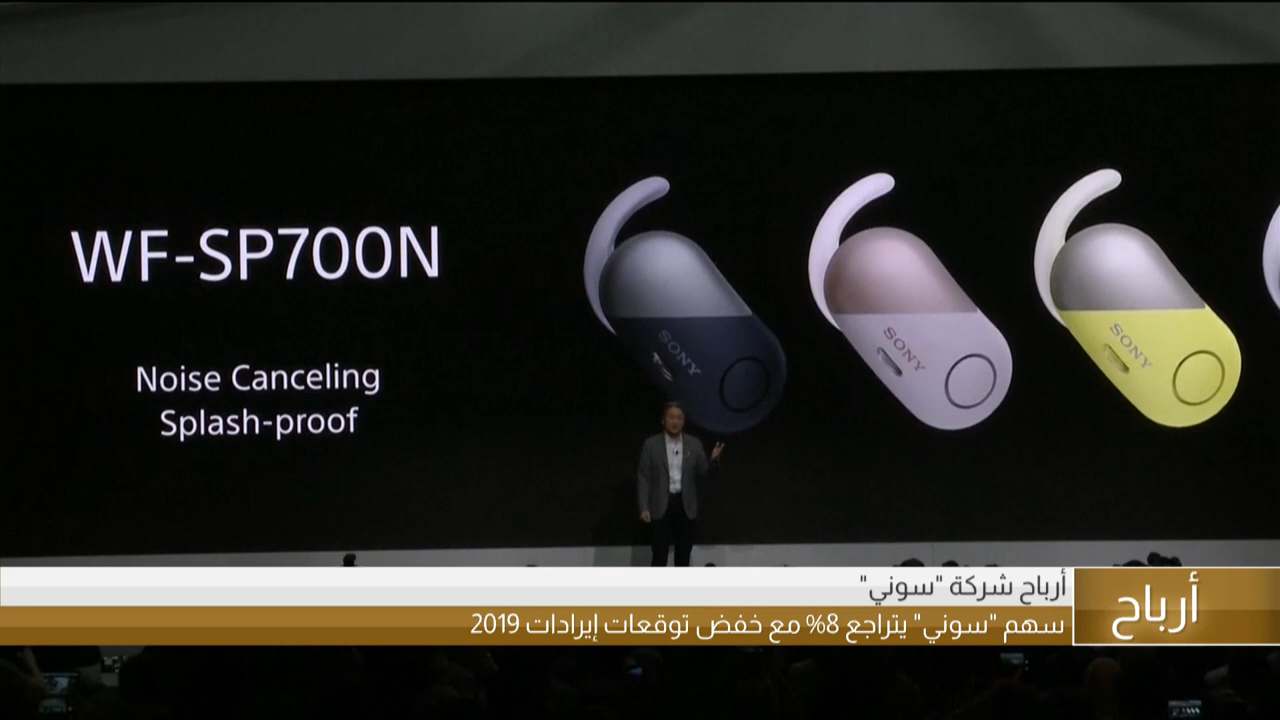 WF-SP700N
Noise Canceling
Splash-proof
SONY
SONY
SONY
أرباح
أرباح شركة "سوني"
سهم "سوني" يتراجع 8% مع خفض توقعات إيرادات 2019